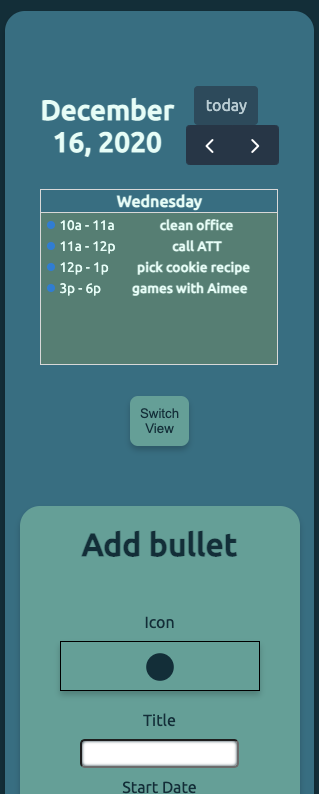 December
16, 2020
today
Wednesday
10a - 11a clean office
11a - 12p call ATT
12p - 1p pick cookie recipe
3p - 6p games with Aimee
Switch
View
Add bullet
Icon
Title
Start Date